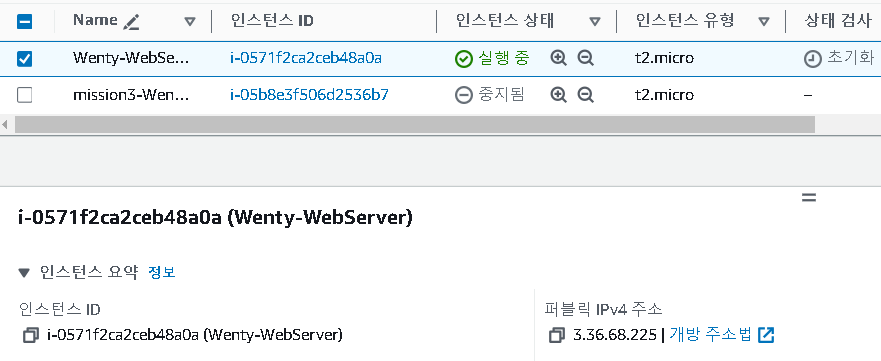 Name 인스턴스 ID 인스턴스 상태 인스턴스 유형 상태 검사
Wenty-WebSe... i-0571f2ca2ceb48a0a 실행 중 t2.micro 초기화
mission3-Wen... i-05b8e3f506d2536b7 중지됨 t2.micro –
i-0571f2ca2ceb48a0a (Wenty-WebServer)
인스턴스 요약 정보
인스턴스 ID 퍼블릭 IPv4 주소
i-0571f2ca2ceb48a0a (Wenty-WebServer) 3.36.68.225 | 개방 주소법